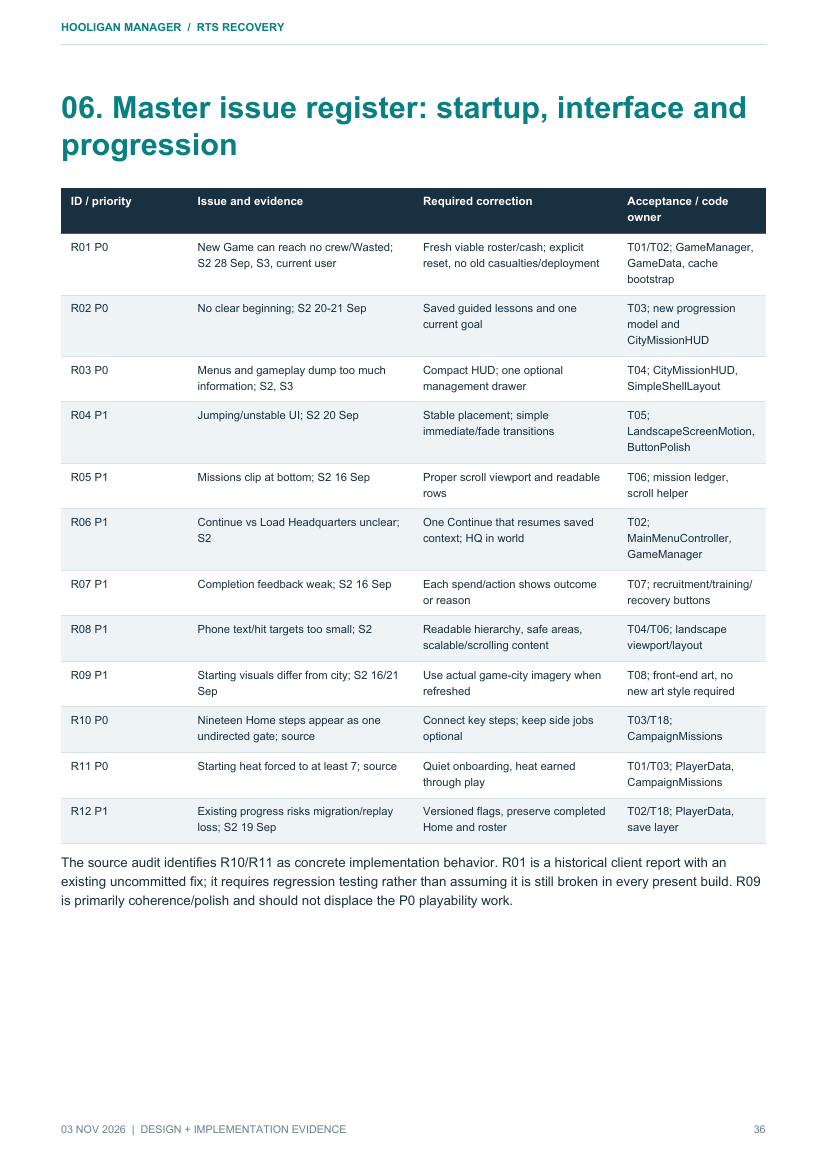 HOOLIGAN MANAGER / RTS RECOVERY
06. Master issue register: startup, interface and
progression
ID / priority
Issue and evidence
Required correction
Acceptance / code
owner
R01 P0
New Game can reach no crew/Wasted;
S2 28 Sep, S3, current user
Fresh viable roster/cash; explicit
reset, no old casualties/deployment
T01/T02; GameManager,
GameData, cache
bootstrap
R02 P0
No clear beginning; S2 20-21 Sep
Saved guided lessons and one
current goal
T03; new progression
model and
CityMissionHUD
R03 P0
Menus and gameplay dump too much
information; S2, S3
Compact HUD; one optional
management drawer
T04; CityMissionHUD,
SimpleShellLayout
R04 P1
Jumping/unstable UI; S2 20 Sep
Stable placement; simple
immediate/fade transitions
T05;
LandscapeScreenMotion,
ButtonPolish
R05 P1
Missions clip at bottom; S2 16 Sep
Proper scroll viewport and readable
rows
T06; mission ledger,
scroll helper
R06 P1
Continue vs Load Headquarters unclear;
S2
One Continue that resumes saved
context; HQ in world
T02;
MainMenuController,
GameManager
R07 P1
Completion feedback weak; S2 16 Sep
Each spend/action shows outcome
or reason
T07; recruitment/training/
recovery buttons
R08 P1
Phone text/hit targets too small; S2
Readable hierarchy, safe areas,
scalable/scrolling content
T04/T06; landscape
viewport/layout
R09 P1
Starting visuals differ from city; S2 16/21
Sep
Use actual game-city imagery when
refreshed
T08; front-end art, no
new art style required
R10 P0
Nineteen Home steps appear as one
undirected gate; source
Connect key steps; keep side jobs
optional
T03/T18;
CampaignMissions
R11 P0
Starting heat forced to at least 7; source
Quiet onboarding, heat earned
through play
T01/T03; PlayerData,
CampaignMissions
R12 P1
Existing progress risks migration/replay
loss; S2 19 Sep
Versioned flags, preserve completed
Home and roster
T02/T18; PlayerData,
save layer
The source audit identifies R10/R11 as concrete implementation behavior. R01 is a historical client report with an
existing uncommitted fix; it requires regression testing rather than assuming it is still broken in every present build. R09
is primarily coherence/polish and should not displace the P0 playability work.
03 NOV 2026 | DESIGN + IMPLEMENTATION EVIDENCE
36